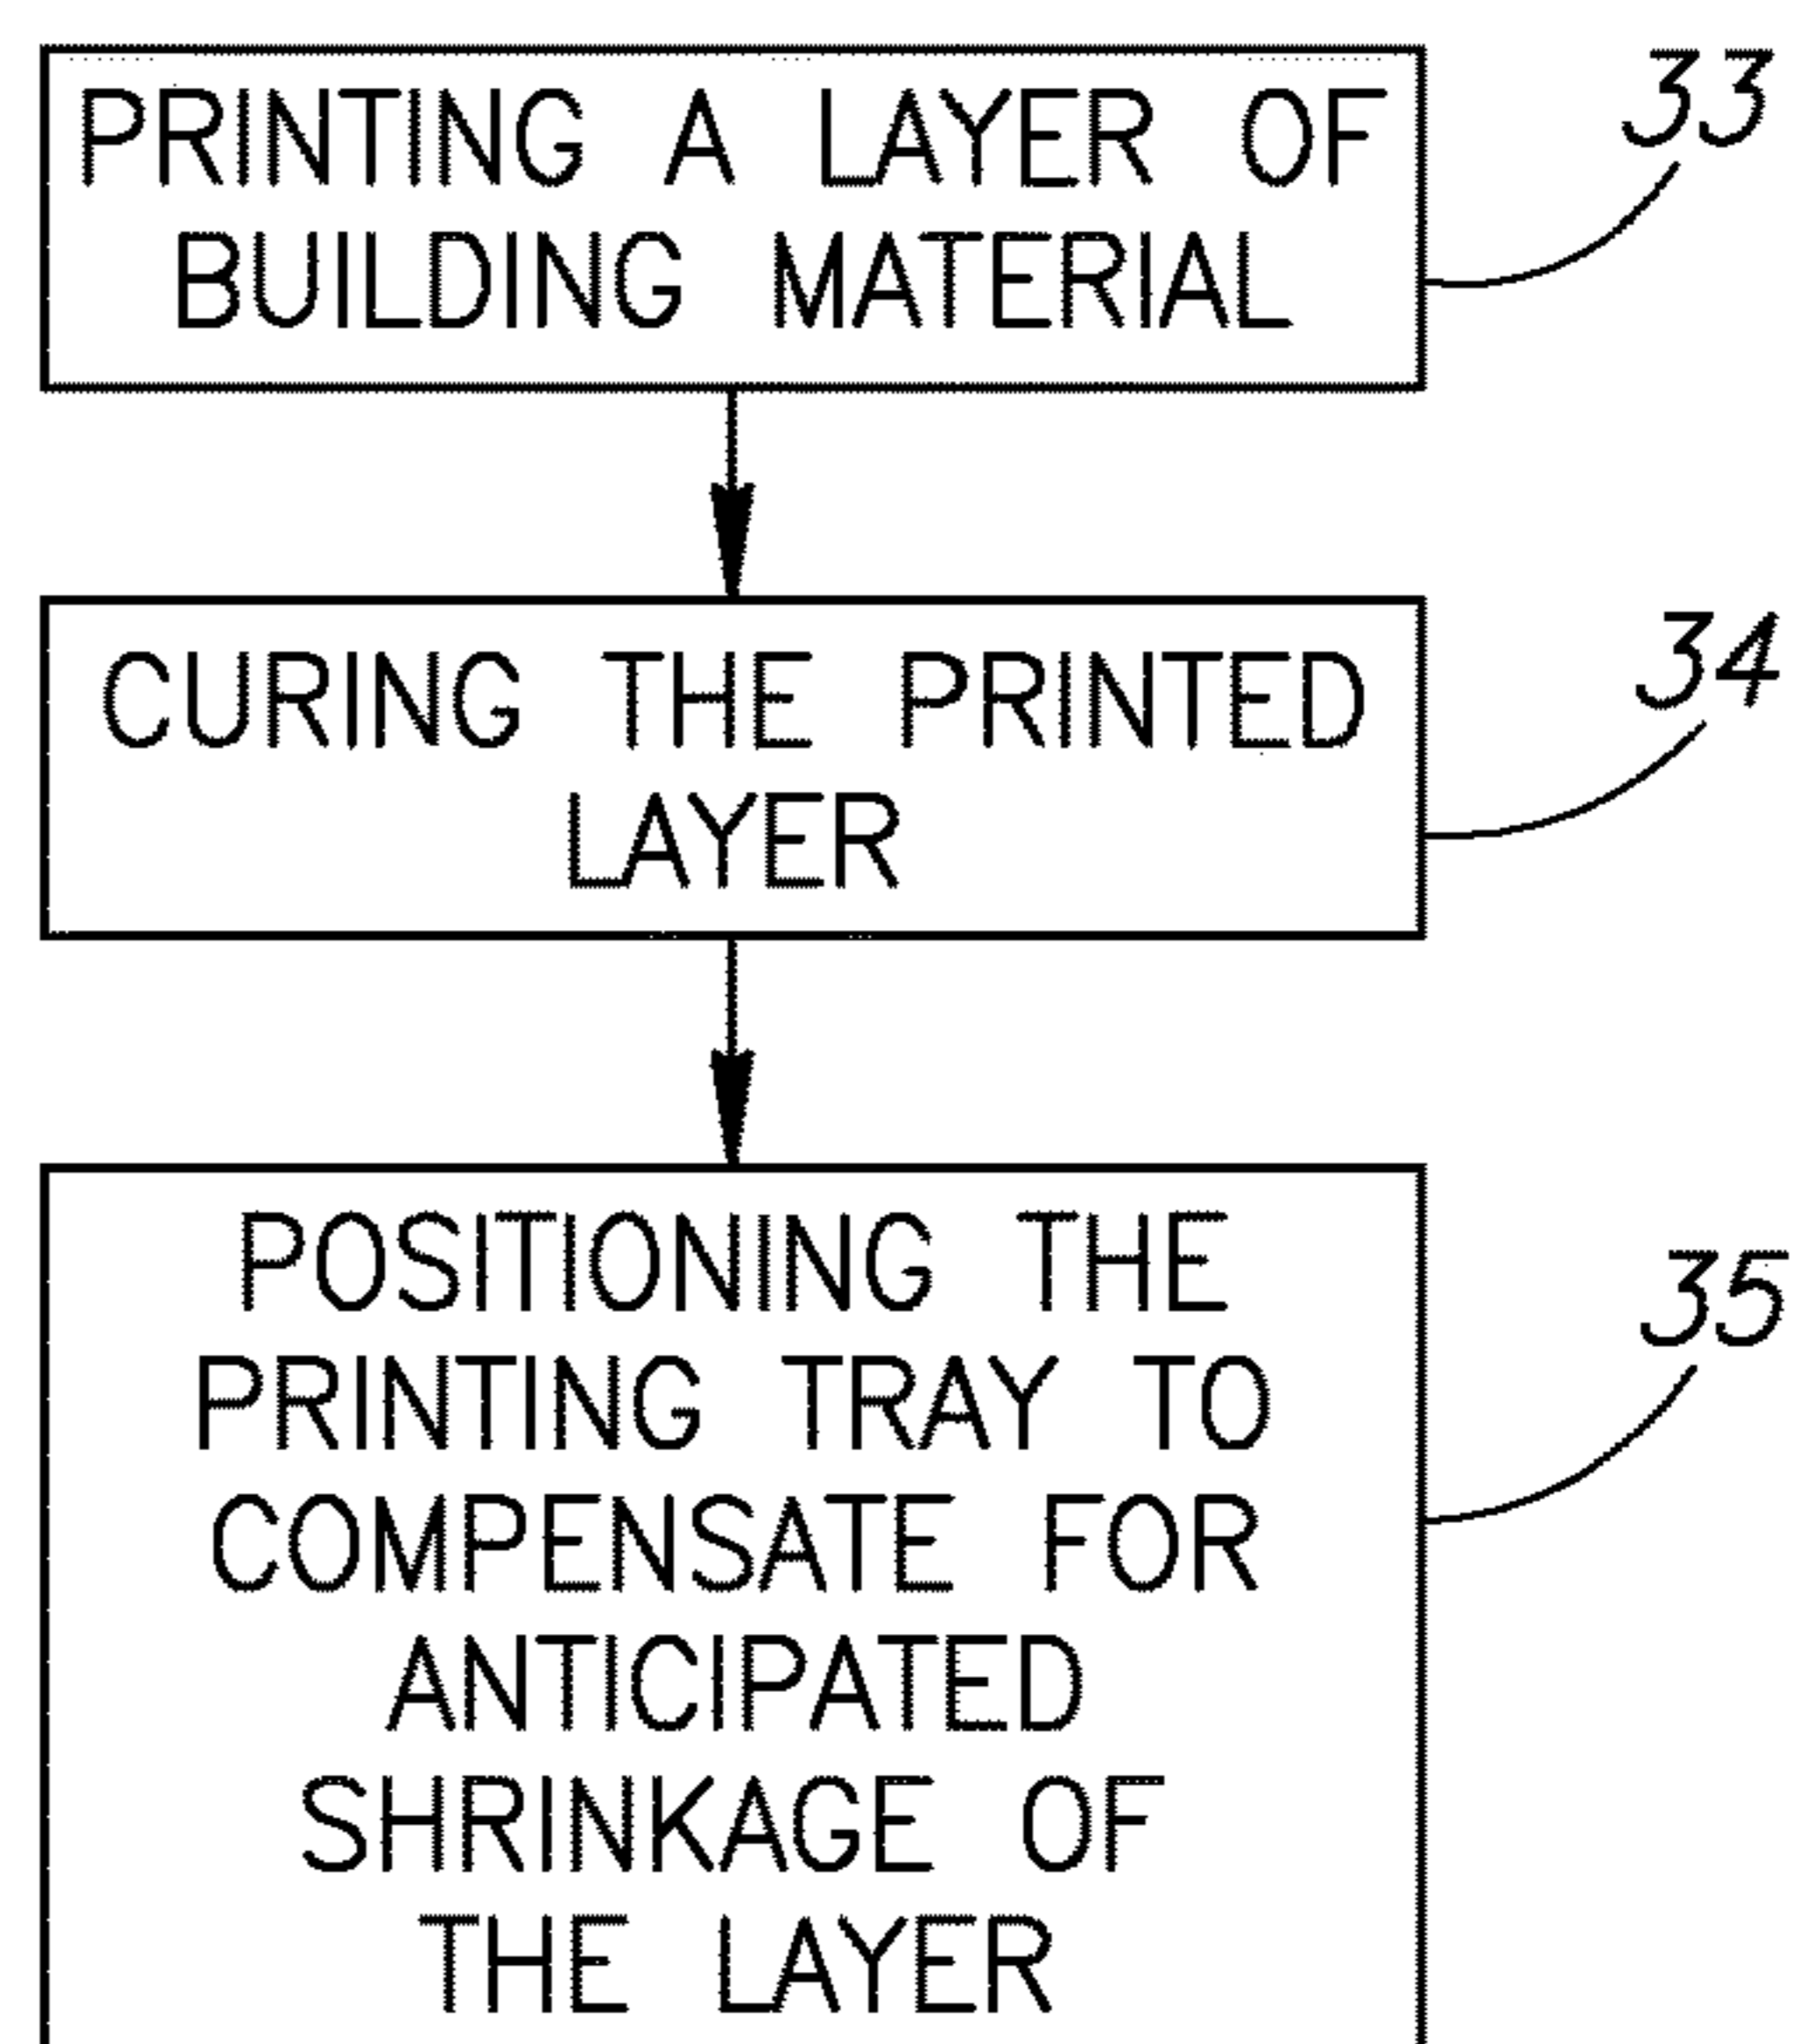 PRINTING A LAYER OF
BUILDING MATERIAL
33
CURING THE PRINTED
LAYER
34
POSITIONING THE
PRINTING TRAY TO
COMPENSATE FOR
ANTICIPATED
SHRINKAGE OF
THE LAYER
35